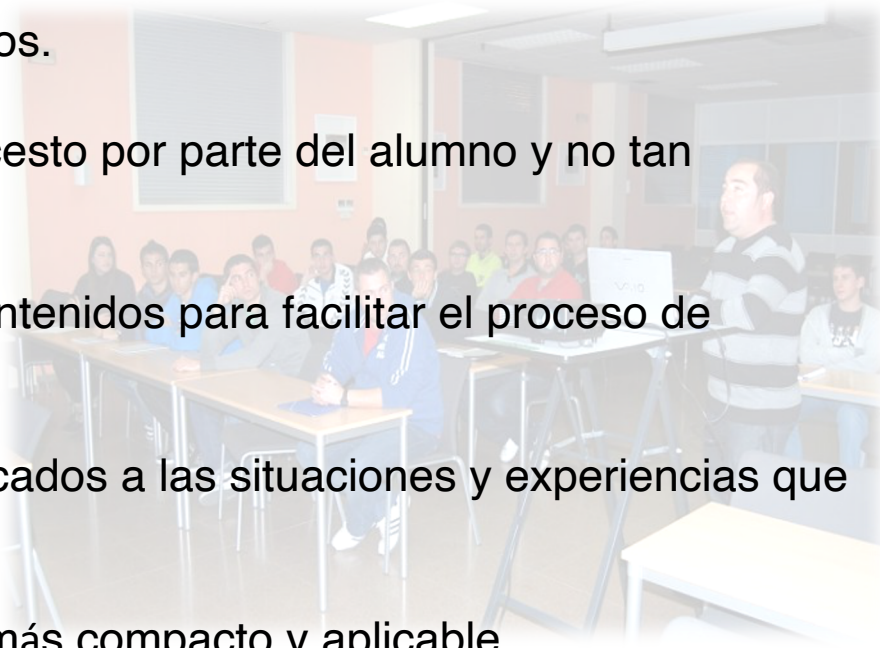 os.
cesto por parte del alumno y no tan
ntenidos para facilitar el proceso de
cados a las situaciones y experiencias que
más compacto y aplicable